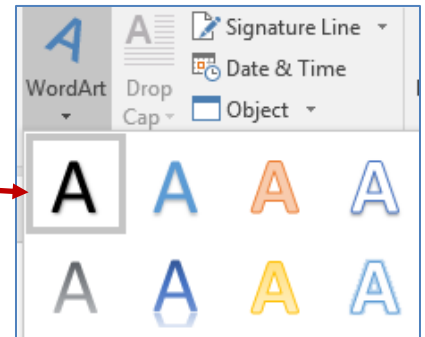 Signature Line
WordArt
Drop Cap
Date & Time
Object
A A A A
A A A A